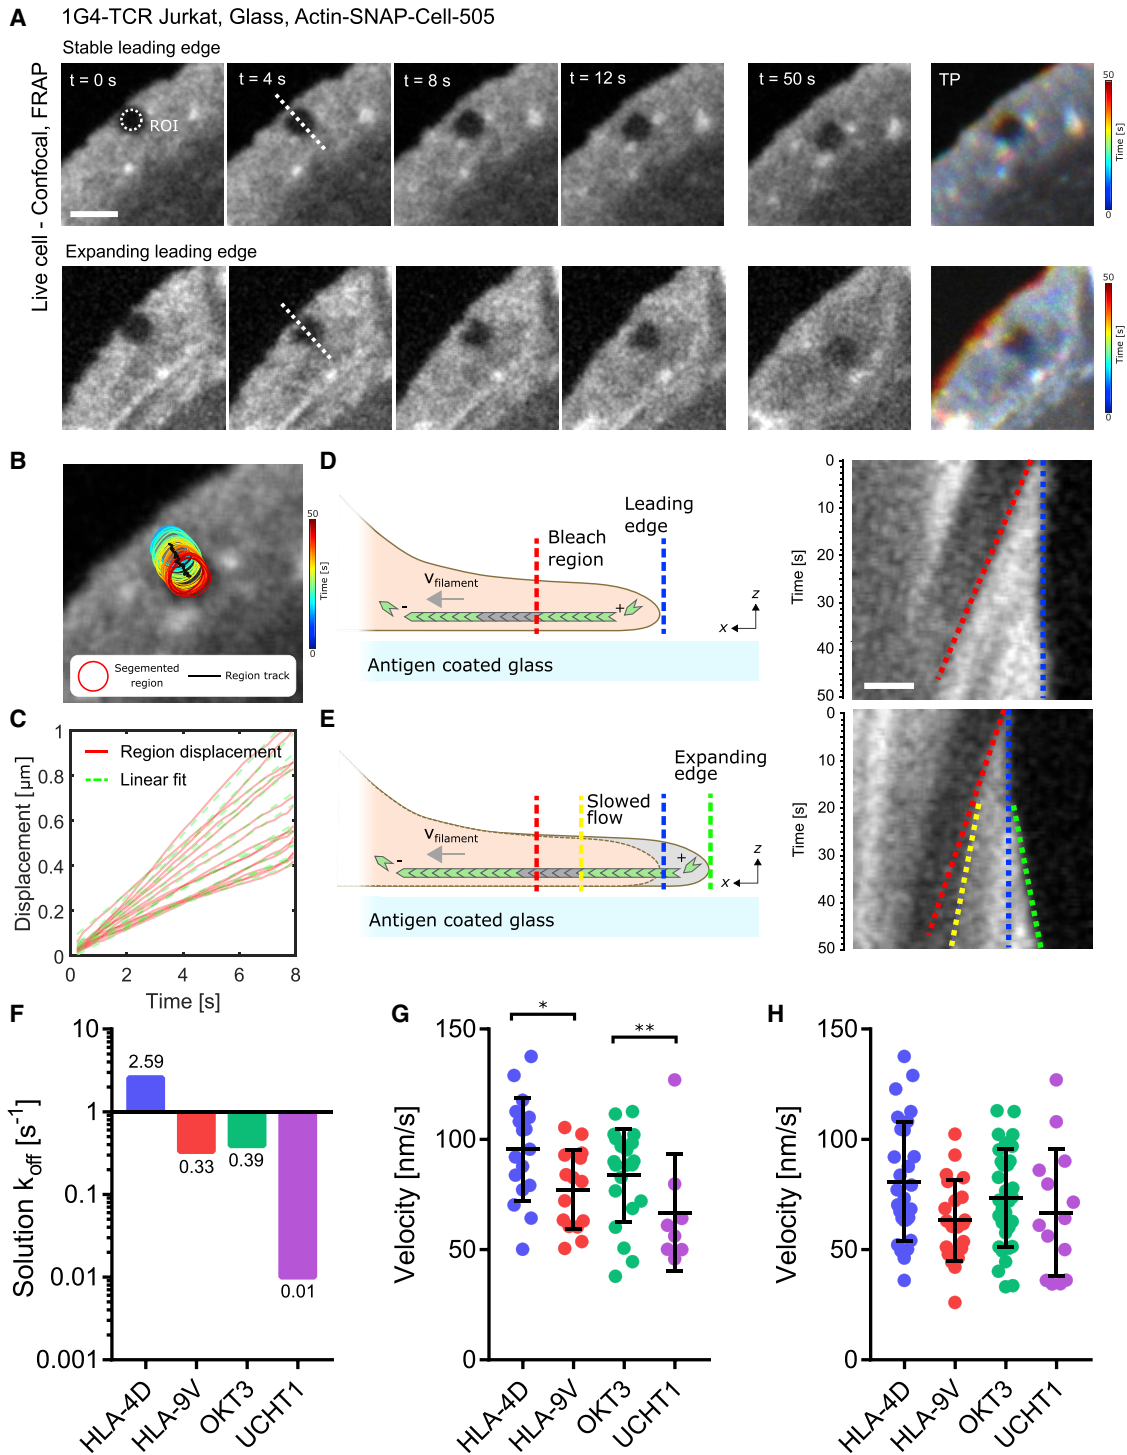 A
1G4-TCR Jurkat, Glass, Actin-SNAP-Cell-505
Live cell - Confocal, FRAP
Stable leading edge
t = 0 s
t = 4 s
t = 8 s
t = 12 s
t = 50 s
TP
ROI
50
Time [s]
0
Expanding leading edge
50
Time [s]
0
B
50
Time [s]
0
Segemented region
Region track
C
Displacement [µm]
1
0.8
0.6
0.4
0.2
0
Region displacement
Linear fit
0
2
4
6
8
Time [s]
D
Leading edge
Bleach region
Vfilament
-
+
z
x
Antigen coated glass
Time [s]
0
10
20
30
40
50
E
Expanding edge
Slowed flow
Vfilament
-
+
z
x
Antigen coated glass
Time [s]
0
10
20
30
40
50
F
Solution koff [s-1]
10
1
0.1
0.01
0.001
2.59
0.33
0.39
0.01
HLA-4D
HLA-9V
OKT3
UCHT1
G
Velocity [nm/s]
150
100
50
0
*
**
HLA-4D
HLA-9V
OKT3
UCHT1
H
Velocity [nm/s]
150
100
50
0
HLA-4D
HLA-9V
OKT3
UCHT1